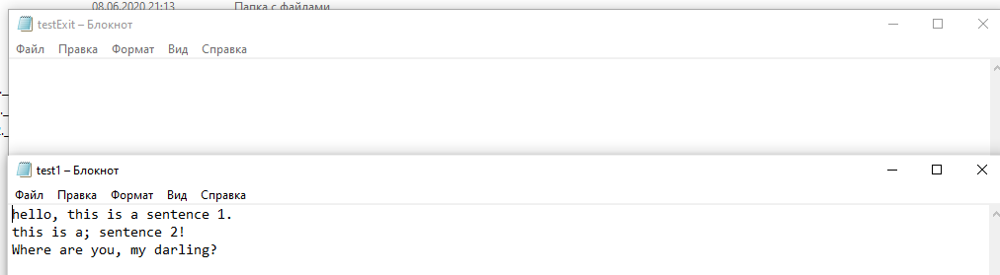 08.06.2020 21:13 Папка с файлами
testExit – Блокнот
Файл Правка Формат Вид Справка
test1 – Блокнот
Файл Правка Формат Вид Справка
hello, this is a sentence 1.
this is a; sentence 2!
Where are you, my darling?